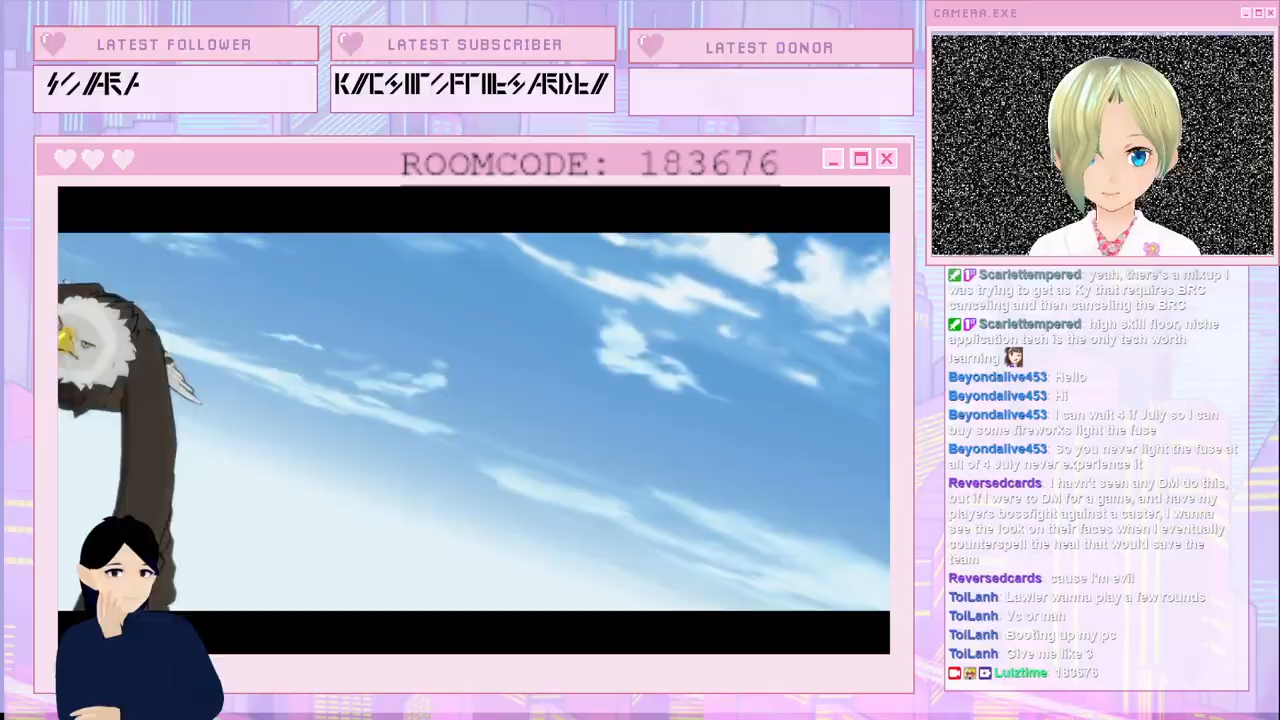 LATEST FOLLOWER
LATEST SUBSCRIBER
LATEST DONOR
CAMERA.EXE
ROOMCODE: 183676
Scarlettempered: yeah, there's a mixup I
was trying to get as Ky that requires BRC
canceling and then canceling the BRC
Scarlettempered: high skill floor, niche
application tech is the only tech worth
learning
Beyondalive453: Hello
Beyondalive453: Hi
Beyondalive453: I can wait 4 if July so I can
buy some fireworks light the fuse
Beyondalive453: So you never light the fuse at
all of 4 July never experience it
Reversedcards: I havn't seen any DM do this,
but if I were to DM for a game, and have my
players bossfight against a caster, I wanna
see the look on their faces when I eventually
counterspell the heal that would save the
team
Reversedcards: cause I'm evil
ToiLanh: Lawler wanna play a few rounds
ToiLanh: Vc or nah
ToiLanh: Booting up my pc
ToiLanh: Give me like 3
Luiztime: 183676